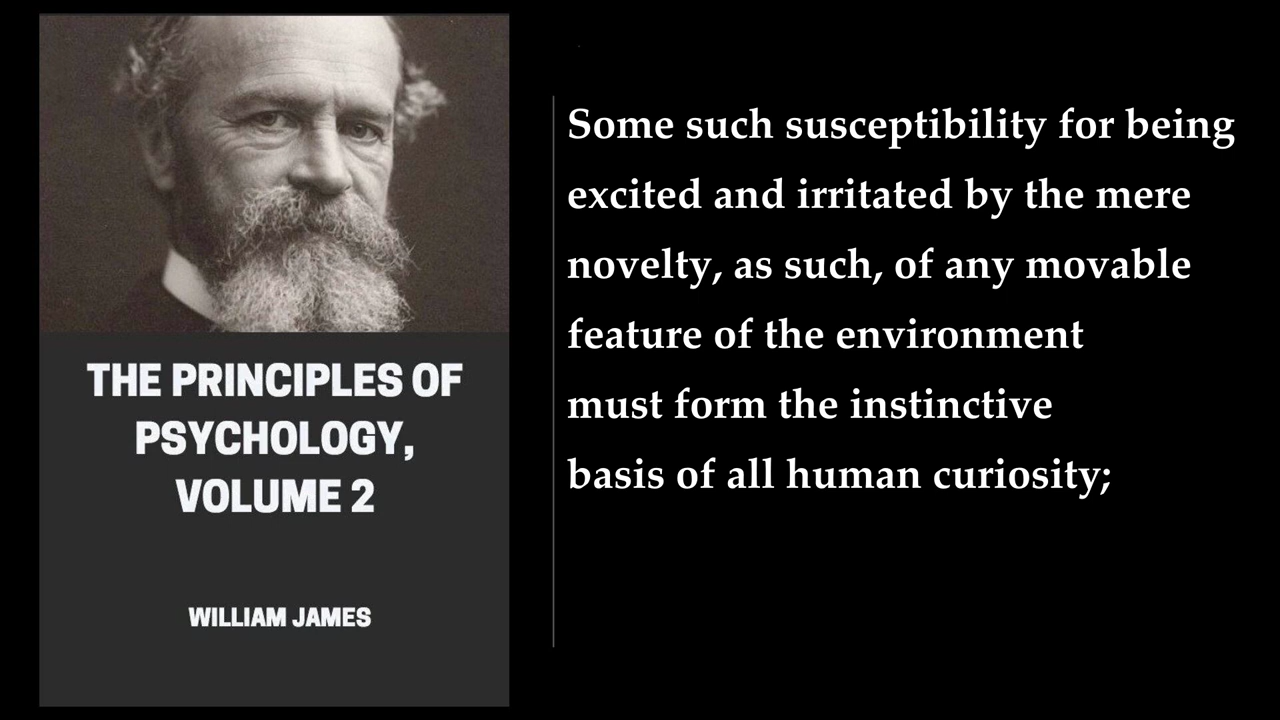 THE PRINCIPLES OF
PSYCHOLOGY,
VOLUME 2
WILLIAM JAMES
Some such susceptibility for being
excited and irritated by the mere
novelty, as such, of any movable
feature of the environment
must form the instinctive
basis of all human curiosity;